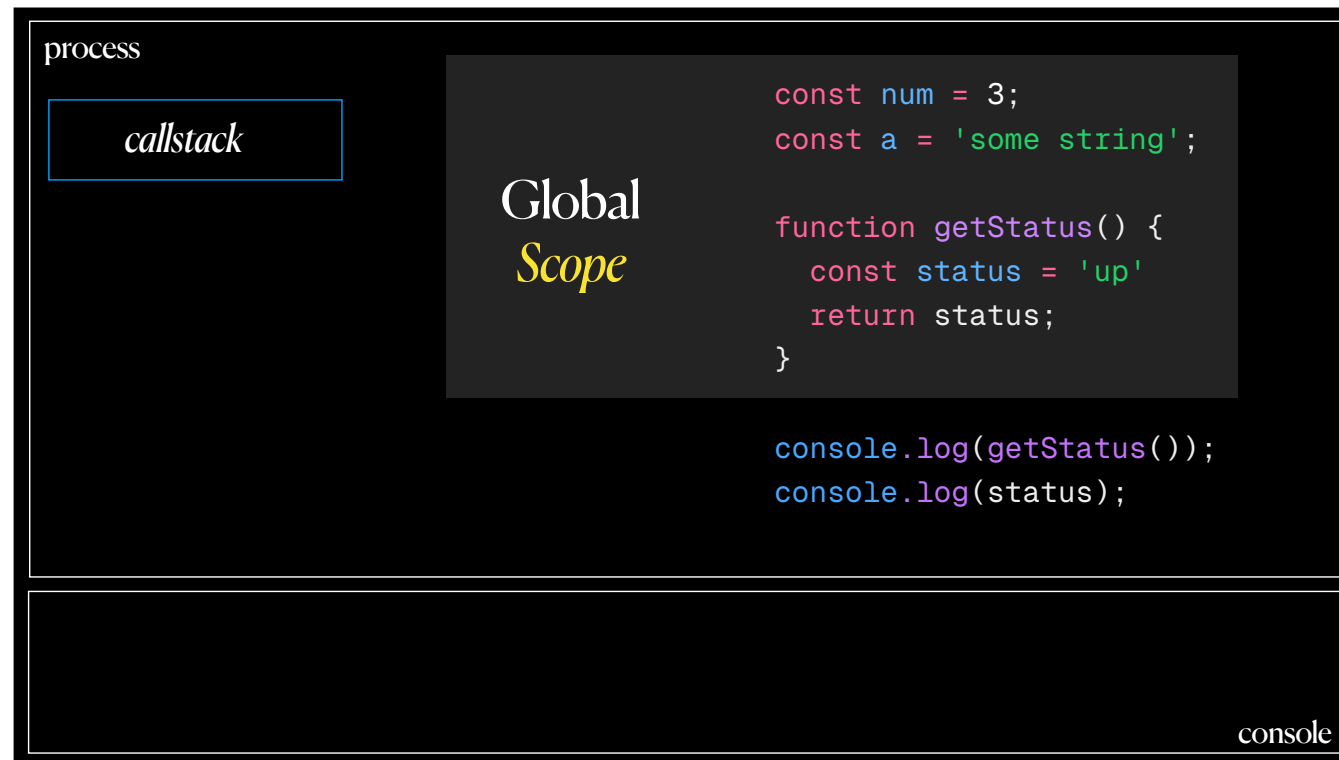 process
callstack
Global
Scope
const num = 3;
const a = 'some string';
function getStatus() {
  const status = 'up'
  return status;
}
console.log(getStatus());
console.log(status);
console